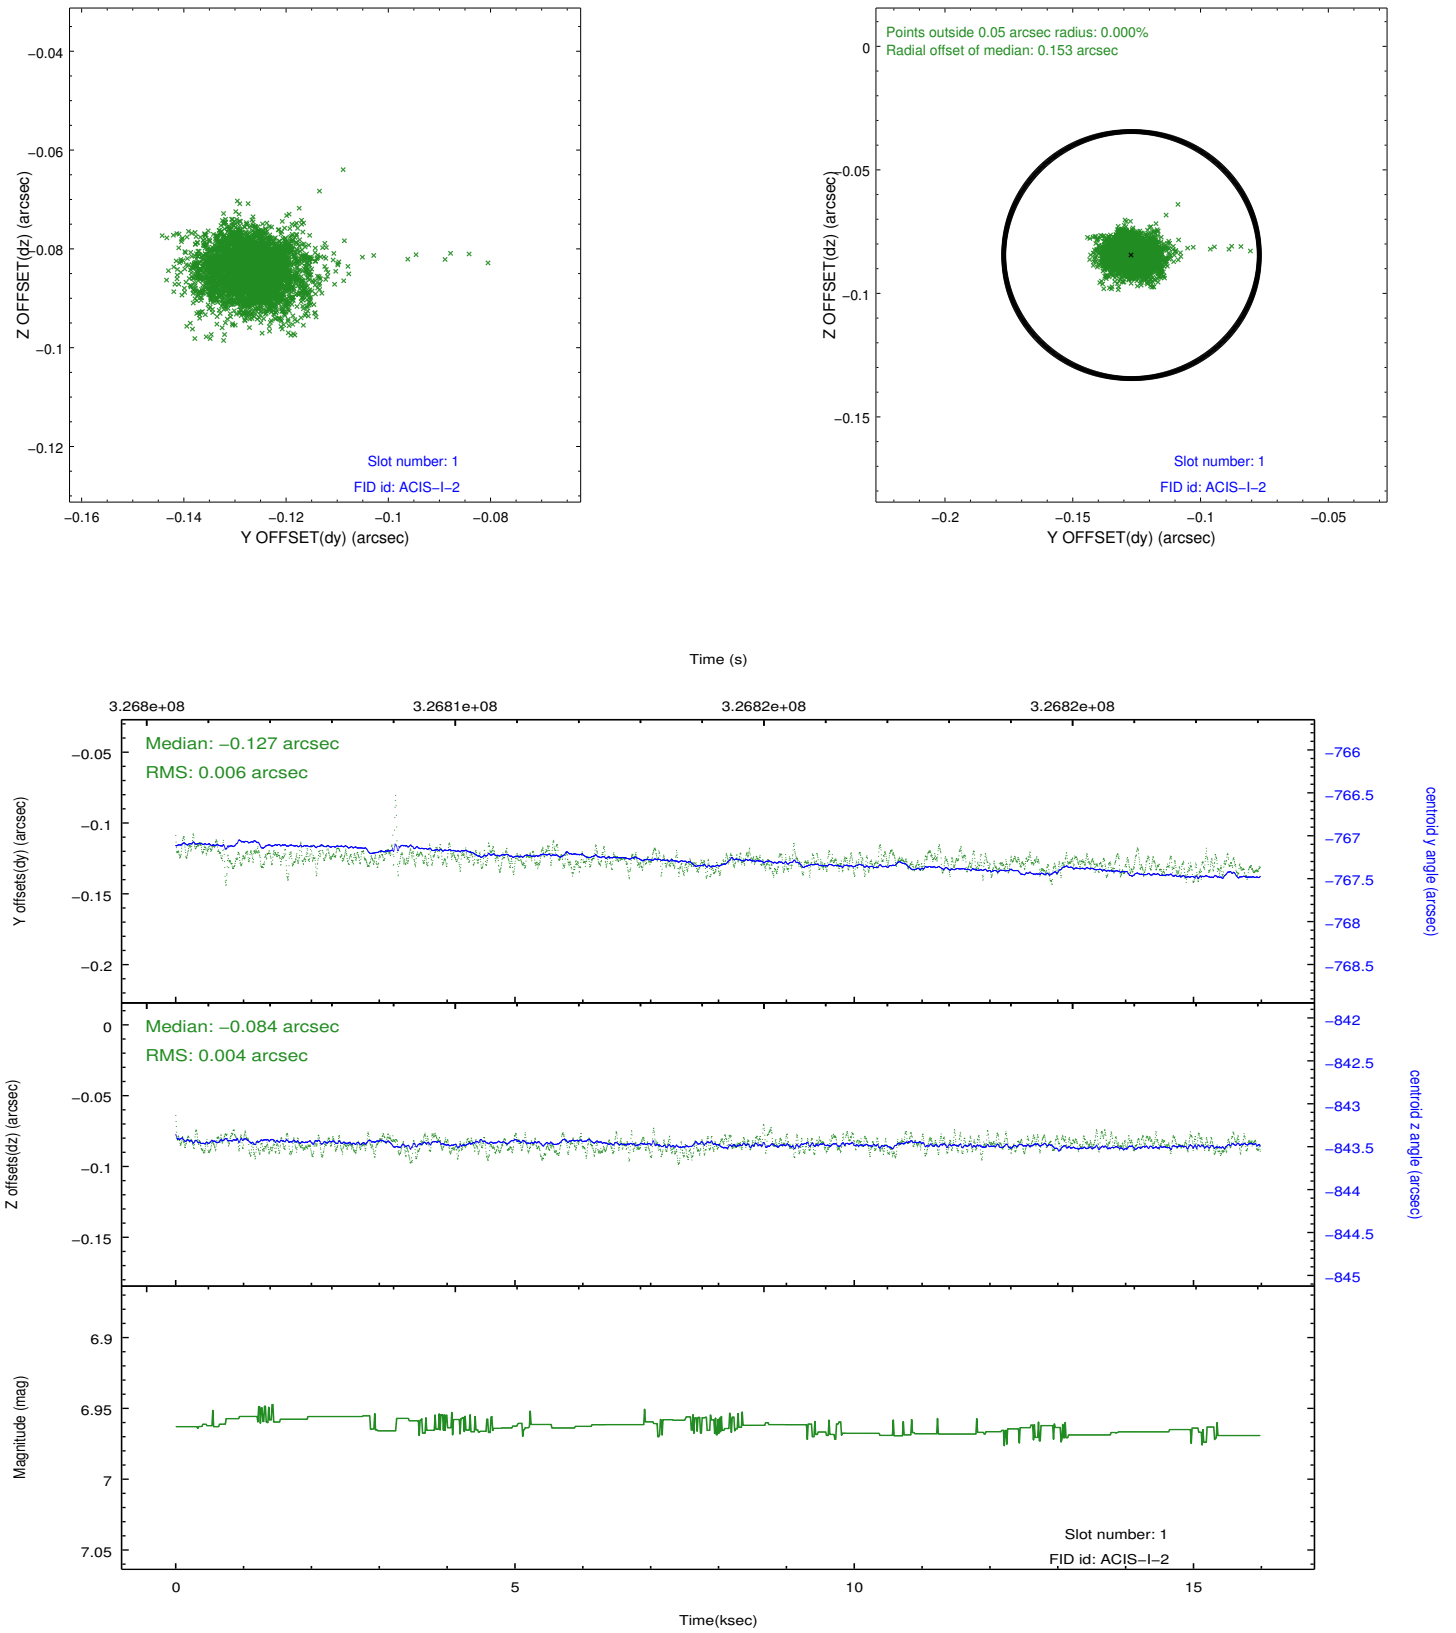 −0.04
−0.06
−0.08
−0.1
−0.12
Z OFFSET(dz) (arcsec)
Slot number: 1
FID id: ACIS−I−2
−0.16
−0.14
−0.12
−0.1
−0.08
Y OFFSET(dy) (arcsec)
Points outside 0.05 arcsec radius: 0.000%
Radial offset of median: 0.153 arcsec
0
−0.05
−0.1
−0.15
Z OFFSET(dz) (arcsec)
Slot number: 1
FID id: ACIS−I−2
−0.2
−0.15
−0.1
−0.05
Y OFFSET(dy) (arcsec)
Time (s)
3.268e+08
3.2681e+08
3.2682e+08
3.2682e+08
Median: −0.127 arcsec
RMS: 0.006 arcsec
−0.05
−0.1
−0.15
−0.2
Y offsets(dy) (arcsec)
−766
−766.5
−767
−767.5
−768
−768.5
centroid y angle (arcsec)
Median: −0.084 arcsec
RMS: 0.004 arcsec
0
−0.05
−0.1
−0.15
Z offsets(dz) (arcsec)
−842
−842.5
−843
−843.5
−844
−844.5
−845
centroid z angle (arcsec)
6.9
6.95
7
7.05
Magnitude (mag)
Slot number: 1
FID id: ACIS−I−2
0
5
10
15
Time(ksec)